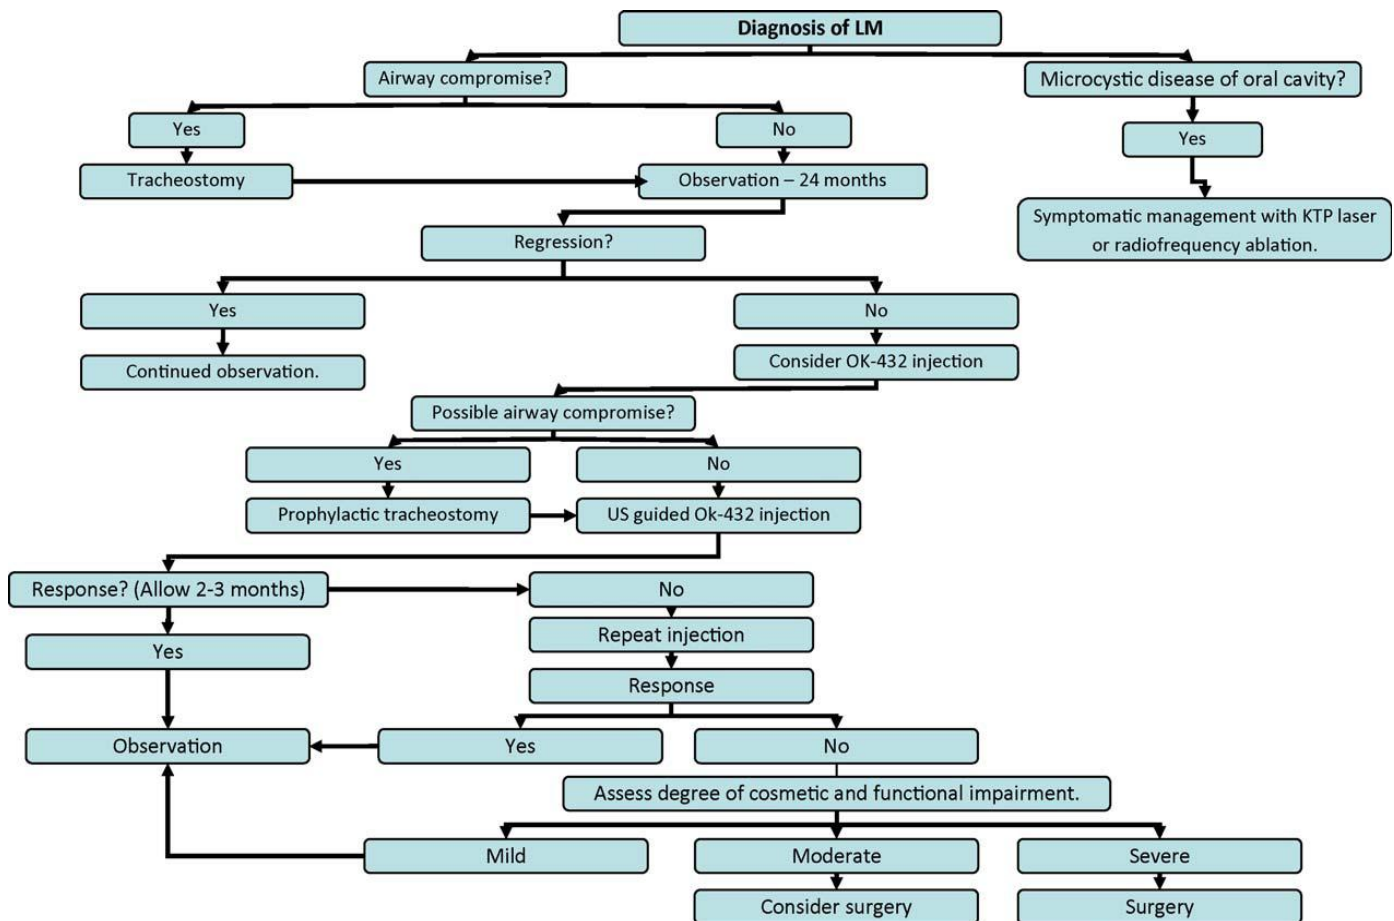 Diagnosis of LM
Airway compromise?
Microcystic disease of oral cavity?
Yes
No
Yes
Tracheostomy
Observation – 24 months
Symptomatic management with KTP laser
or radiofrequency ablation.
Regression?
Yes
No
Continued observation.
Consider OK-432 injection
Possible airway compromise?
Yes
No
Prophylactic tracheostomy
US guided Ok-432 injection
Response? (Allow 2-3 months)
No
Yes
Repeat injection
Response
Observation
Yes
No
Assess degree of cosmetic and functional impairment.
Mild
Moderate
Severe
Consider surgery
Surgery